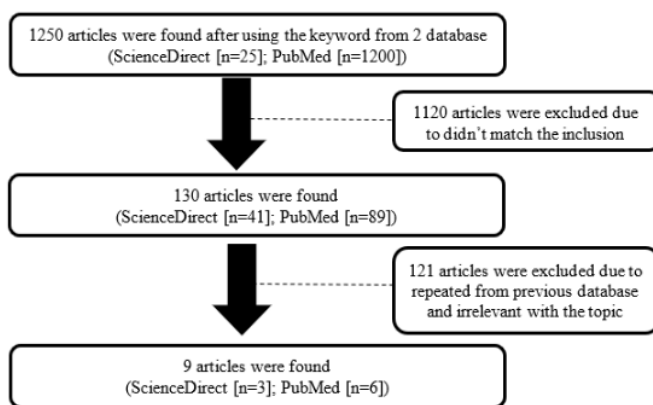 1250 articles were found after using the keyword from 2 database
(ScienceDirect [n=25]; PubMed [n=1200])
1120 articles were excluded due
to didn’t match the inclusion
130 articles were found
(ScienceDirect [n=41]; PubMed [n=89])
121 articles were excluded due to
repeated from previous database
and irrelevant with the topic
9 articles were found
(ScienceDirect [n=3]; PubMed [n=6])